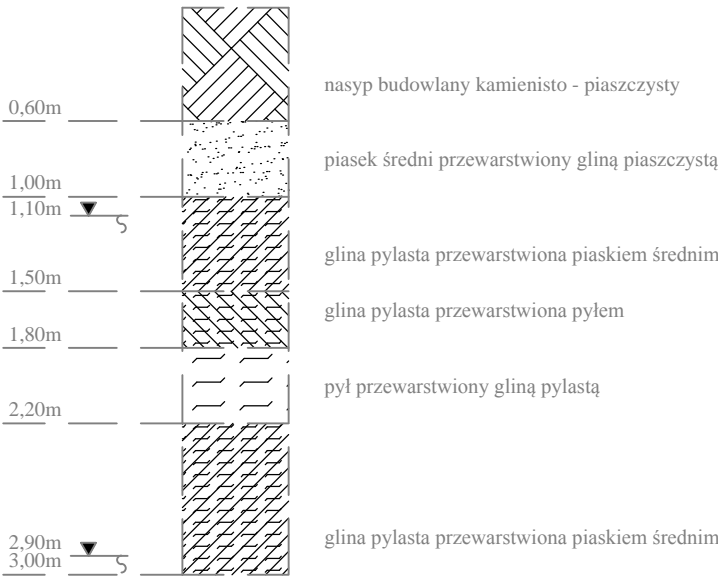 nasyp budowlany kamienisto - piaszczysty
0,60m
piasek średni przewarstwiony gliną piaszczystą
1,00m
1,10m
glina pylasta przewarstwiona piaskiem średnim
1,50m
glina pylasta przewarstwiona pyłem
1,80m
pył przewarstwiony gliną pylastą
2,20m
glina pylasta przewarstwiona piaskiem średnim
2,90m
3,00m